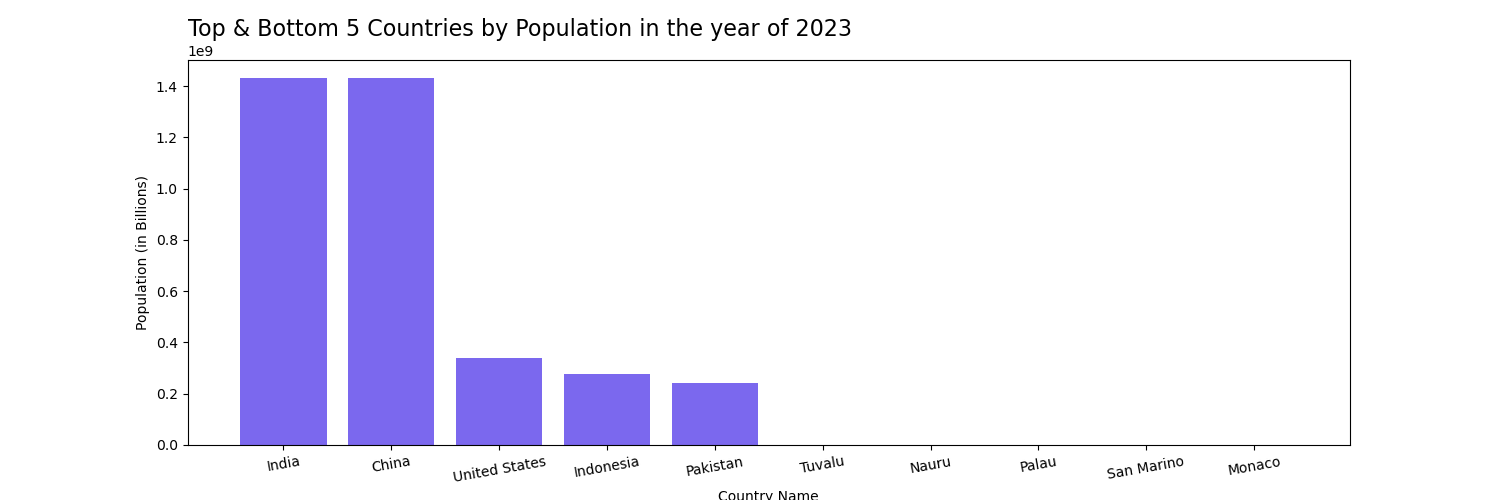 Top & Bottom 5 Countries by Population in the year of 2023
1e9
1.4
1.2
1.0
0.8
0.6
0.4
0.2
0.0
Population (in Billions)
India
China
United States
Indonesia
Pakistan
Tuvalu
Nauru
Palau
San Marino
Monaco
Country Name